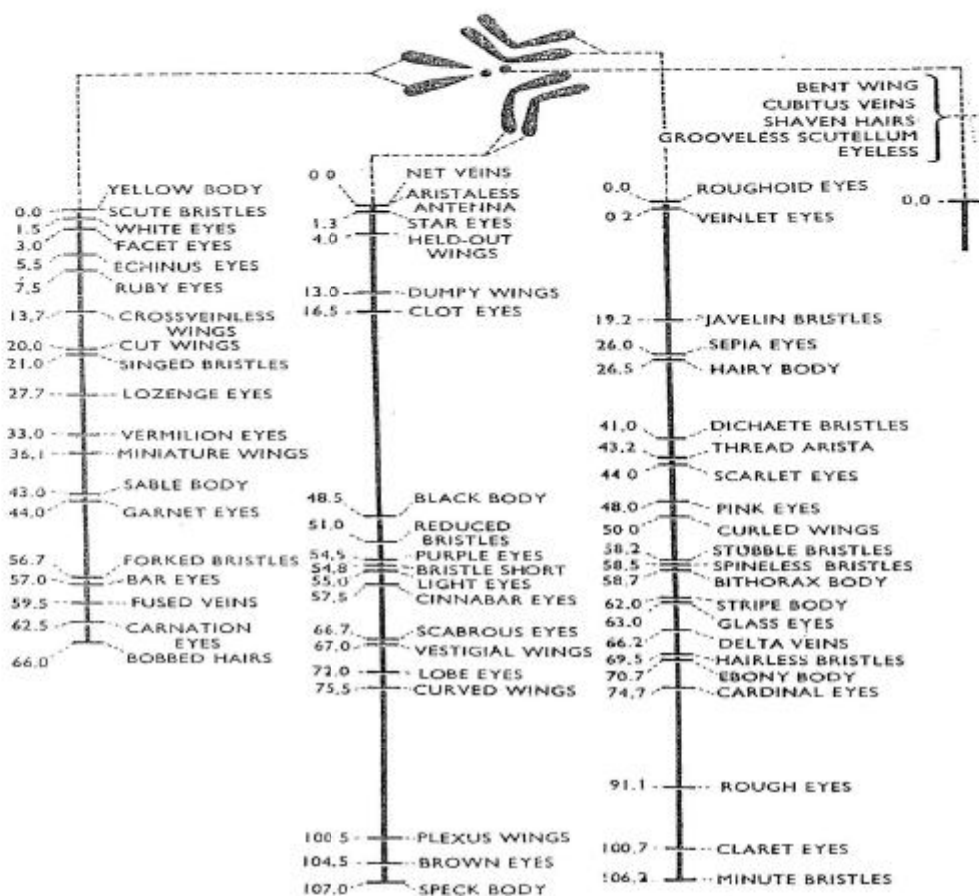 BENT WING
CUBITUS VEINS
SHAVEN HAIRS
GROOVELESS SCUTELLUM
EYELESS
0.0
YELLOW BODY
0.0 SCUTE BRISTLES
1.5 WHITE EYES
3.0 FACET EYES
5.5 ECHINUS EYES
7.5 RUBY EYES
13.7 CROSSVEINLESS
WINGS
20.0 CUT WINGS
21.0 SINGED BRISTLES
27.7 LOZENGE EYES
33.0 VERMILION EYES
36.1 MINIATURE WINGS
43.0 SABLE BODY
44.0 GARNET EYES
56.7 FORKED BRISTLES
57.0 BAR EYES
59.5 FUSED VEINS
62.5 CARNATION
EYES
66.0 BOBBED HAIRS
0.0 NET VEINS
ARISTALESS
ANTENNA
1.3 STAR EYES
4.0 HELD-OUT
WINGS
13.0 DUMPY WINGS
16.5 CLOT EYES
48.5 BLACK BODY
51.0 REDUCED
BRISTLES
54.5 PURPLE EYES
54.8 BRISTLE SHORT
55.0 LIGHT EYES
57.5 CINNABAR EYES
66.7 SCABROUS EYES
67.0 VESTIGIAL WINGS
72.0 LOBE EYES
75.5 CURVED WINGS
100.5 PLEXUS WINGS
104.5 BROWN EYES
107.0 SPECK BODY
0.0 ROUGHOID EYES
0.2 VEINLET EYES
19.2 JAVELIN BRISTLES
26.0 SEPIA EYES
26.5 HAIRY BODY
41.0 DICHAETE BRISTLES
43.2 THREAD ARISTA
44.0 SCARLET EYES
48.0 PINK EYES
50.0 CURLED WINGS
58.2 STUBBLE BRISTLES
58.5 SPINELESS BRISTLES
58.7 BITHORAX BODY
62.0 STRIPE BODY
63.0 GLASS EYES
66.2 DELTA VEINS
69.5 HAIRLESS BRISTLES
70.7 EBONY BODY
74.7 CARDINAL EYES
91.1 ROUGH EYES
100.7 CLARET EYES
106.2 MINUTE BRISTLES